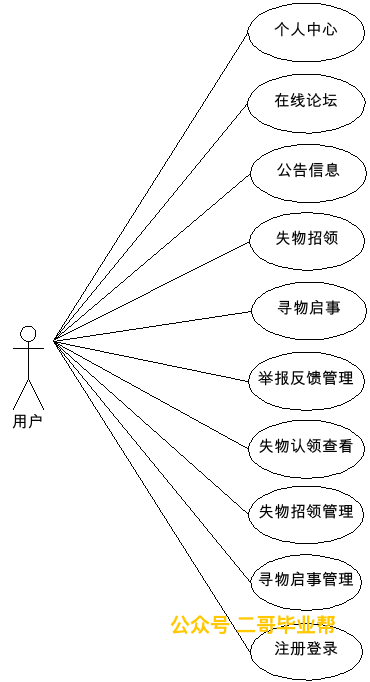 个人中心
在线论坛
公告信息
失物招领
寻物启事
用户
举报反馈管理
失物认领查看
失物招领管理
寻物启事管理
公众号 二哥毕业帮
注册登录